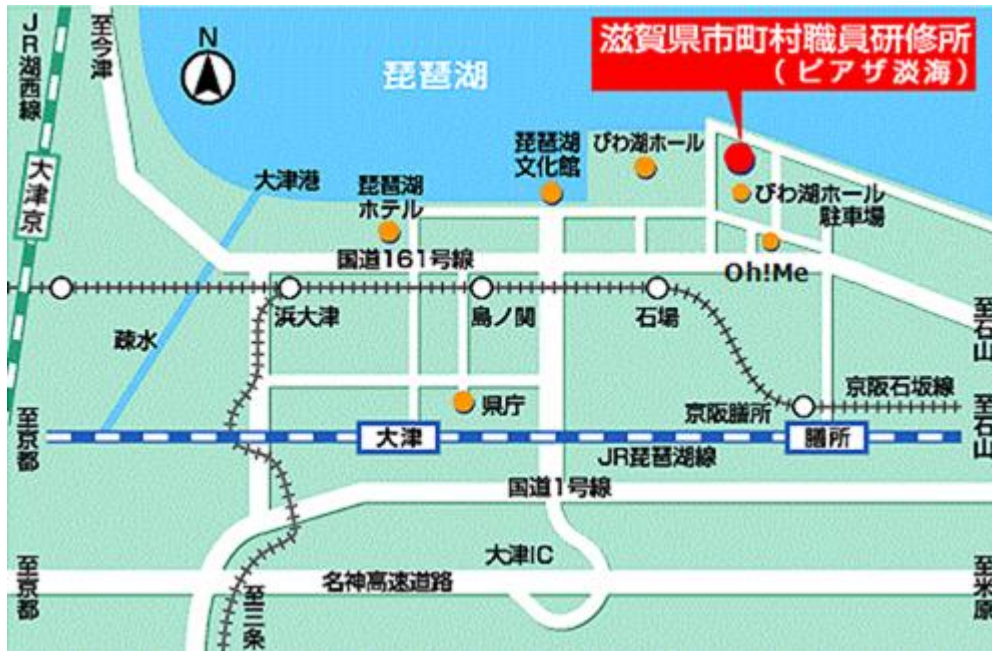 JR湖西線
至今津
N
琵琶湖
滋賀県市町村職員研修所
(ピアザ淡海)
大津京
大津港
琵琶湖
ホテル
琵琶湖
文化館
びわ湖ホール
びわ湖ホール
駐車場
Oh!Me
国道161号線
浜大津
島ノ関
石場
至石山
疏水
県庁
京阪膳所
京阪石坂線
至京都
大津
膳所
至石山
JR琵琶湖線
国道1号線
大津IC
至京都
名神高速道路
至三条
至米原